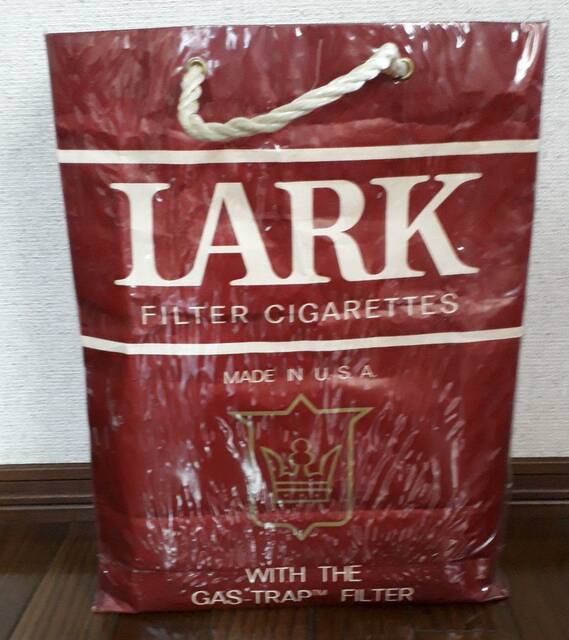 LARK
FILTER CIGARETTES
MADE IN U.S.A.
WITH THE
GAS-TRAP™ FILTER